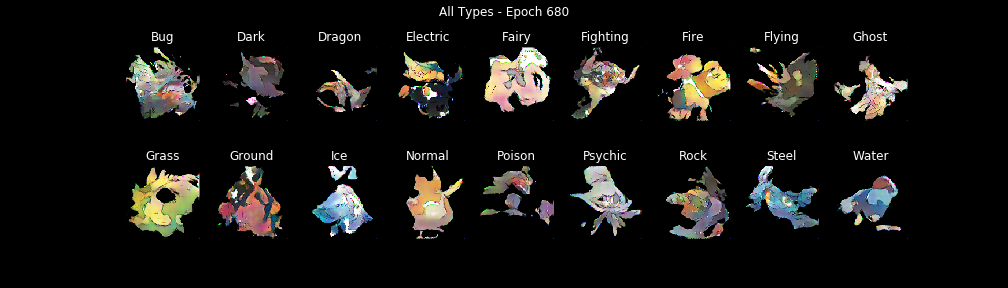 All Types - Epoch 680
Bug Dark Dragon Electric Fairy Fighting Fire Flying Ghost
Grass Ground Ice Normal Poison Psychic Rock Steel Water